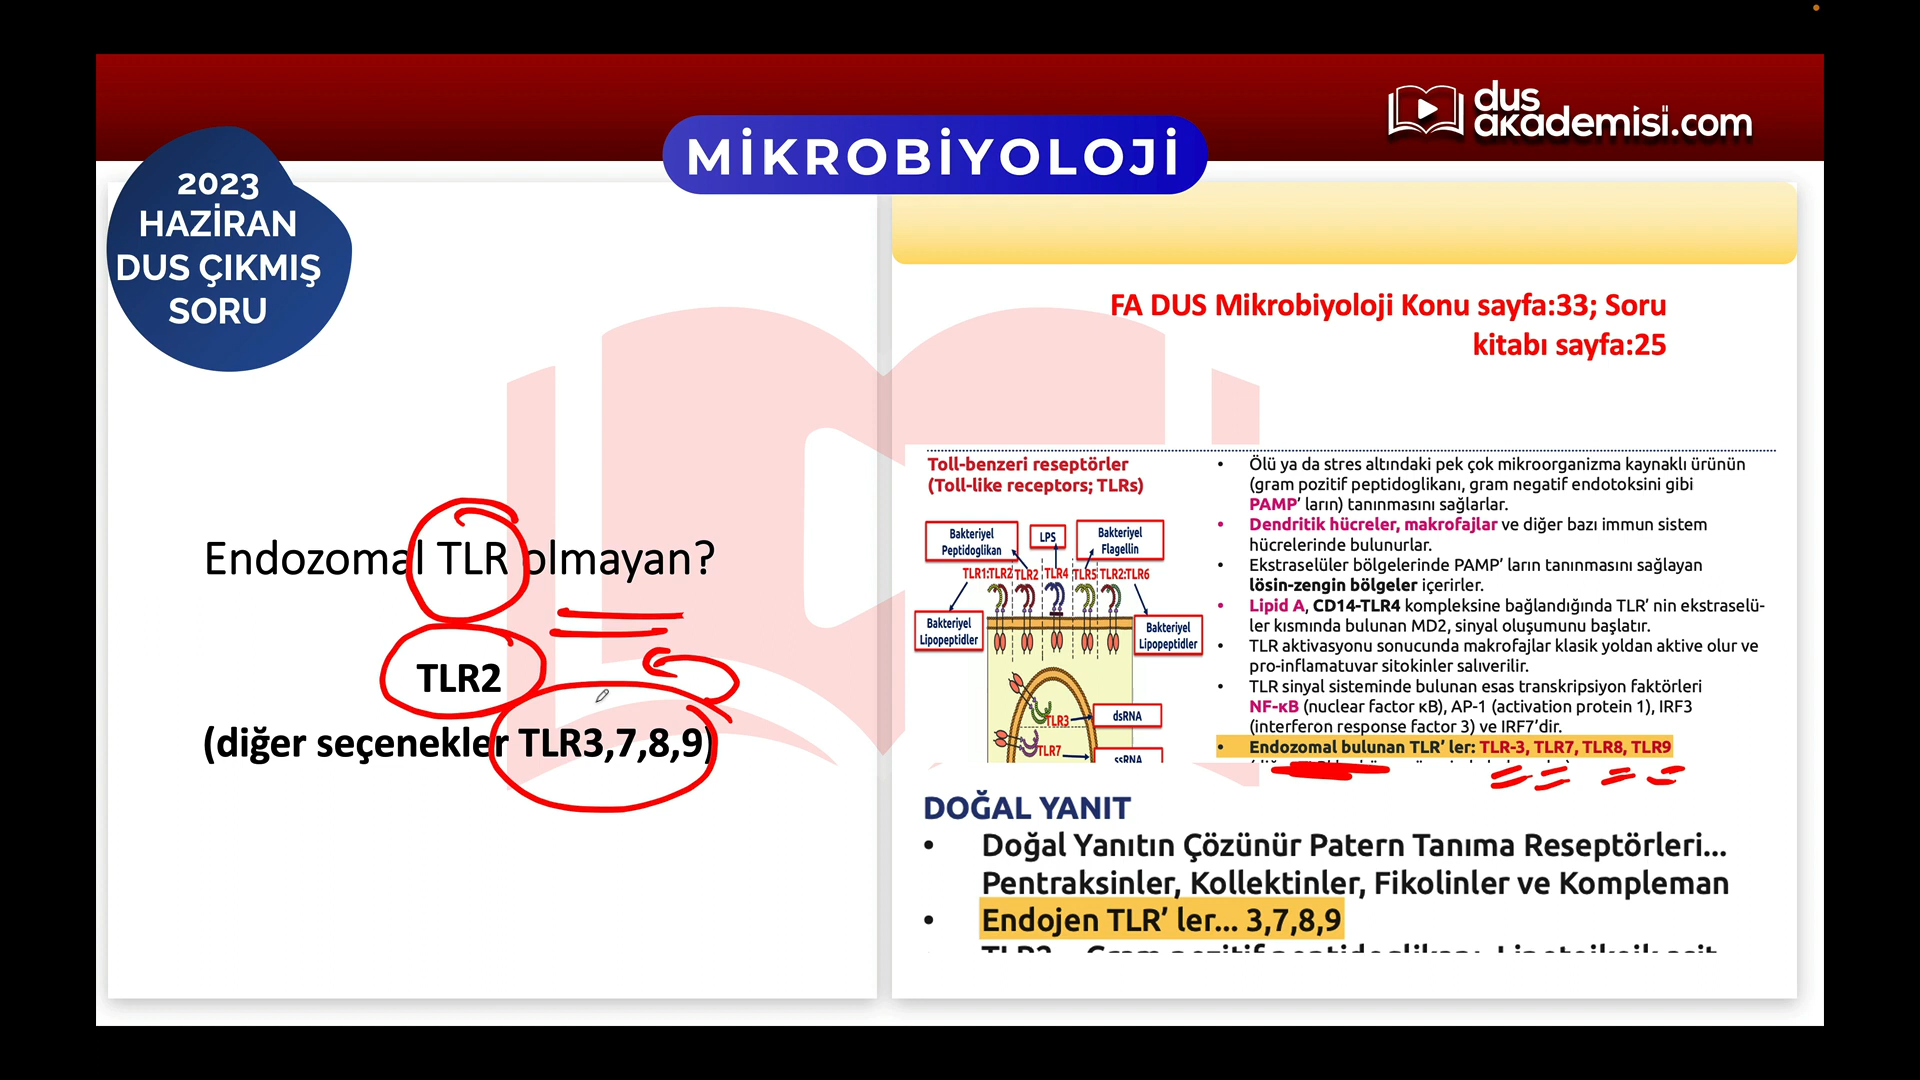 dus
akademisi.com
MİKROBİYOLOJİ
2023
HAZİRAN
DUS ÇIKMIŞ
SORU
Endozomal TLR olmayan?
TLR2
(diğer seçenekler TLR3,7,8,9)
FA DUS Mikrobiyoloji Konu sayfa:33; Soru
kitabı sayfa:25
Toll-benzeri reseptörler
(Toll-like receptors; TLRs)
Bakteriyel
Peptidoglikan
LPS
Bakteriyel
Flagellin
TLR1:TLR2 TLR2 TLR4 TLR5 TLR2:TLR6
Bakteriyel
Lipopeptidler
Bakteriyel
Lipopeptidler
TLR3
dsRNA
TLR7
ssRNA
• Ölü ya da stres altındaki pek çok mikroorganizma kaynaklı ürünün
(gram pozitif peptidoglikanı, gram negatif endotoksini gibi
PAMP’ ların) tanınmasını sağlarlar.
• Dendritik hücreler, makrofajlar ve diğer bazı immun sistem
hücrelerinde bulunurlar.
• Ekstraselüler bölgelerinde PAMP’ ların tanınmasını sağlayan
lösin-zengin bölgeler içerirler.
• Lipid A, CD14-TLR4 kompleksine bağlandığında TLR’ nin ekstraselü-
ler kısmında bulunan MD2, sinyal oluşumunu başlatır.
• TLR aktivasyonu sonucunda makrofajlar klasik yoldan aktive olur ve
pro-inflamatuvar sitokinler salıverilir.
• TLR sinyal sisteminde bulunan esas transkripsiyon faktörleri
NF-κB (nuclear factor κB), AP-1 (activation protein 1), IRF3
(interferon response factor 3) ve IRF7’dir.
• Endozomal bulunan TLR’ ler: TLR-3, TLR7, TLR8, TLR9
DOĞAL YANIT
• Doğal Yanıtın Çözünür Patern Tanıma Reseptörleri...
Pentraksinler, Kollektinler, Fikolinler ve Kompleman
• Endojen TLR’ ler... 3,7,8,9